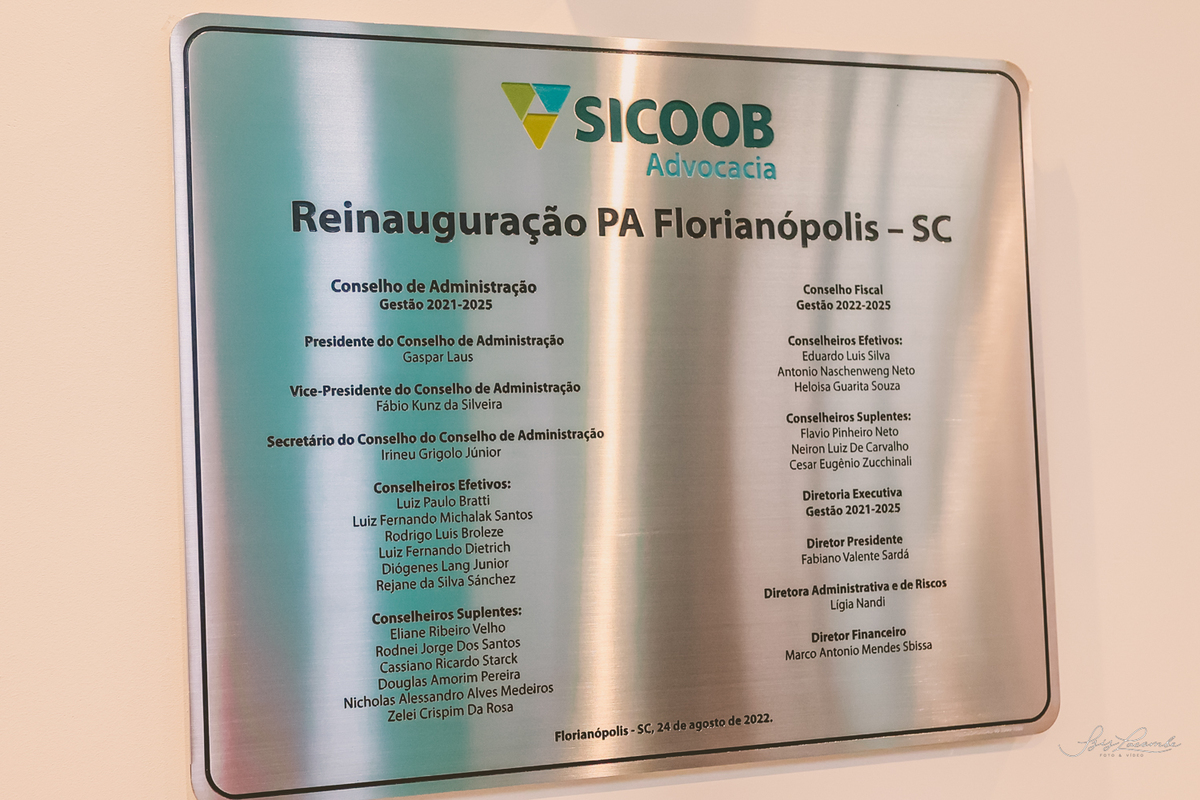 SICOOB
Advocacia
Reinauguração PA Florianópolis – SC
Conselho de Administração
Gestão 2021-2025
Presidente do Conselho de Administração
Gaspar Laus
Vice-Presidente do Conselho de Administração
Fábio Kunz da Silveira
Secretário do Conselho do Conselho de Administração
Irineu Grigolo Júnior
Conselheiros Efetivos:
Luiz Paulo Bratti
Luiz Fernando Michalak Santos
Rodrigo Luis Broleze
Luiz Fernando Dietrich
Diógenes Lang Junior
Rejane da Silva Sánchez
Conselheiros Suplentes:
Eliane Ribeiro Velho
Rodnei Jorge Dos Santos
Cassiano Ricardo Starck
Douglas Amorim Pereira
Nicholas Alessandro Alves Medeiros
Zelei Crispim Da Rosa
Conselho Fiscal
Gestão 2022-2025
Conselheiros Efetivos:
Eduardo Luis Silva
Antonio Naschenweng Neto
Heloisa Guarita Souza
Conselheiros Suplentes:
Flavio Pinheiro Neto
Neiron Luiz De Carvalho
Cesar Eugênio Zucchinali
Diretoria Executiva
Gestão 2021-2025
Diretor Presidente
Fabiano Valente Sardá
Diretora Administrativa e de Riscos
Lígia Nandi
Diretor Financeiro
Marco Antonio Mendes Sbissa
Florianópolis - SC, 24 de agosto de 2022.
FOTO & VIDEO